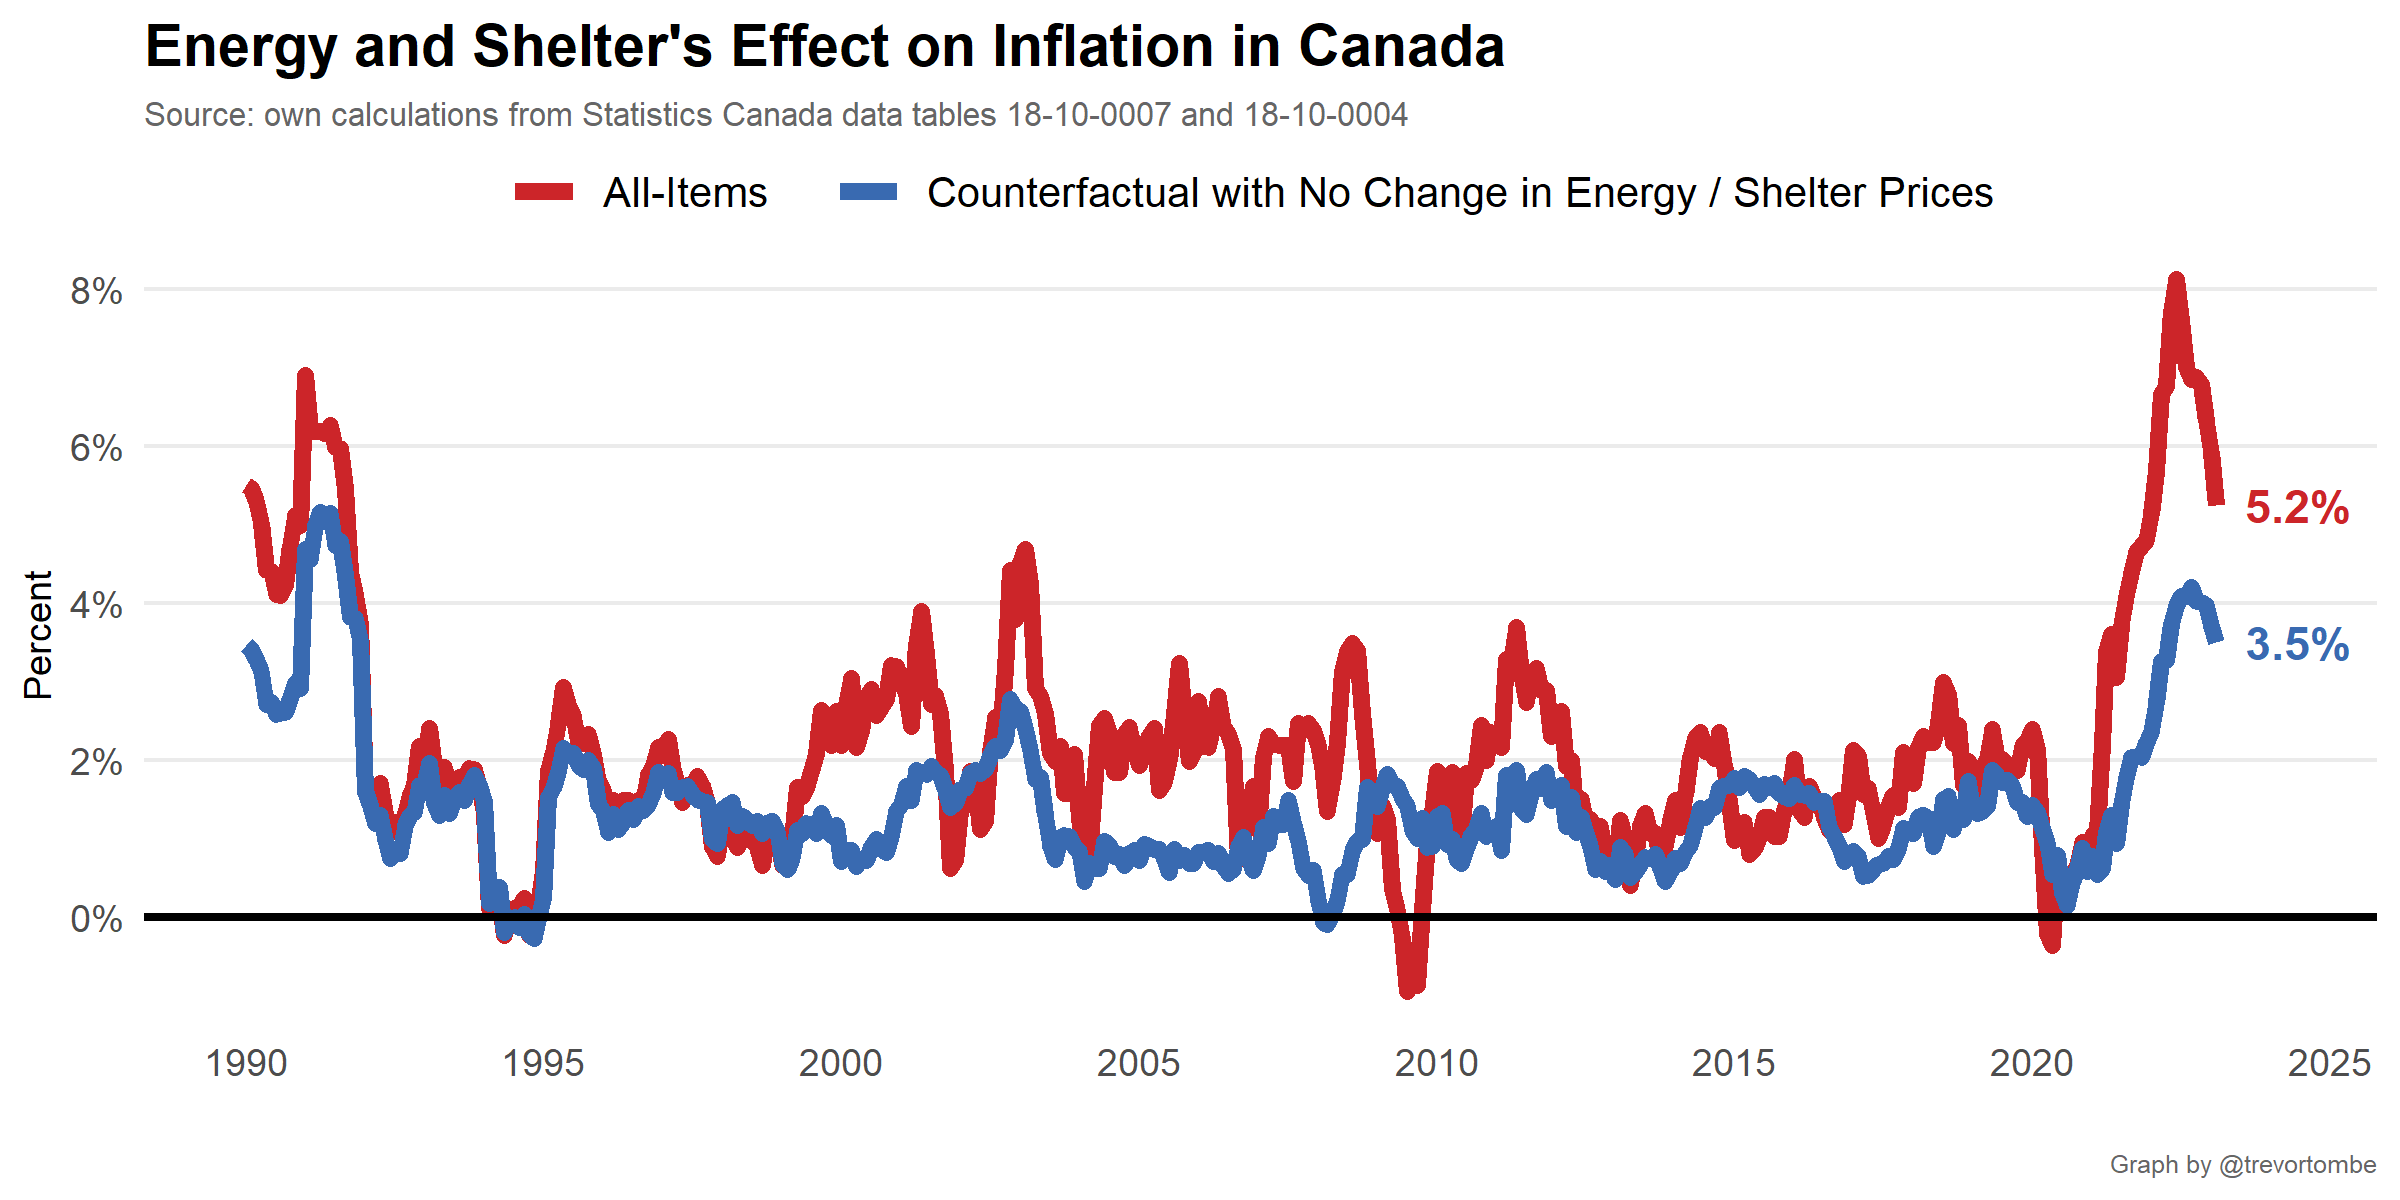 Energy and Shelter's Effect on Inflation in Canada
Source: own calculations from Statistics Canada data tables 18-10-0007 and 18-10-0004
All-Items
Counterfactual with No Change in Energy / Shelter Prices
Percent
8%
6%
4%
2%
0%
5.2%
3.5%
1990 1995 2000 2005 2010 2015 2020 2025
Graph by @trevortombe